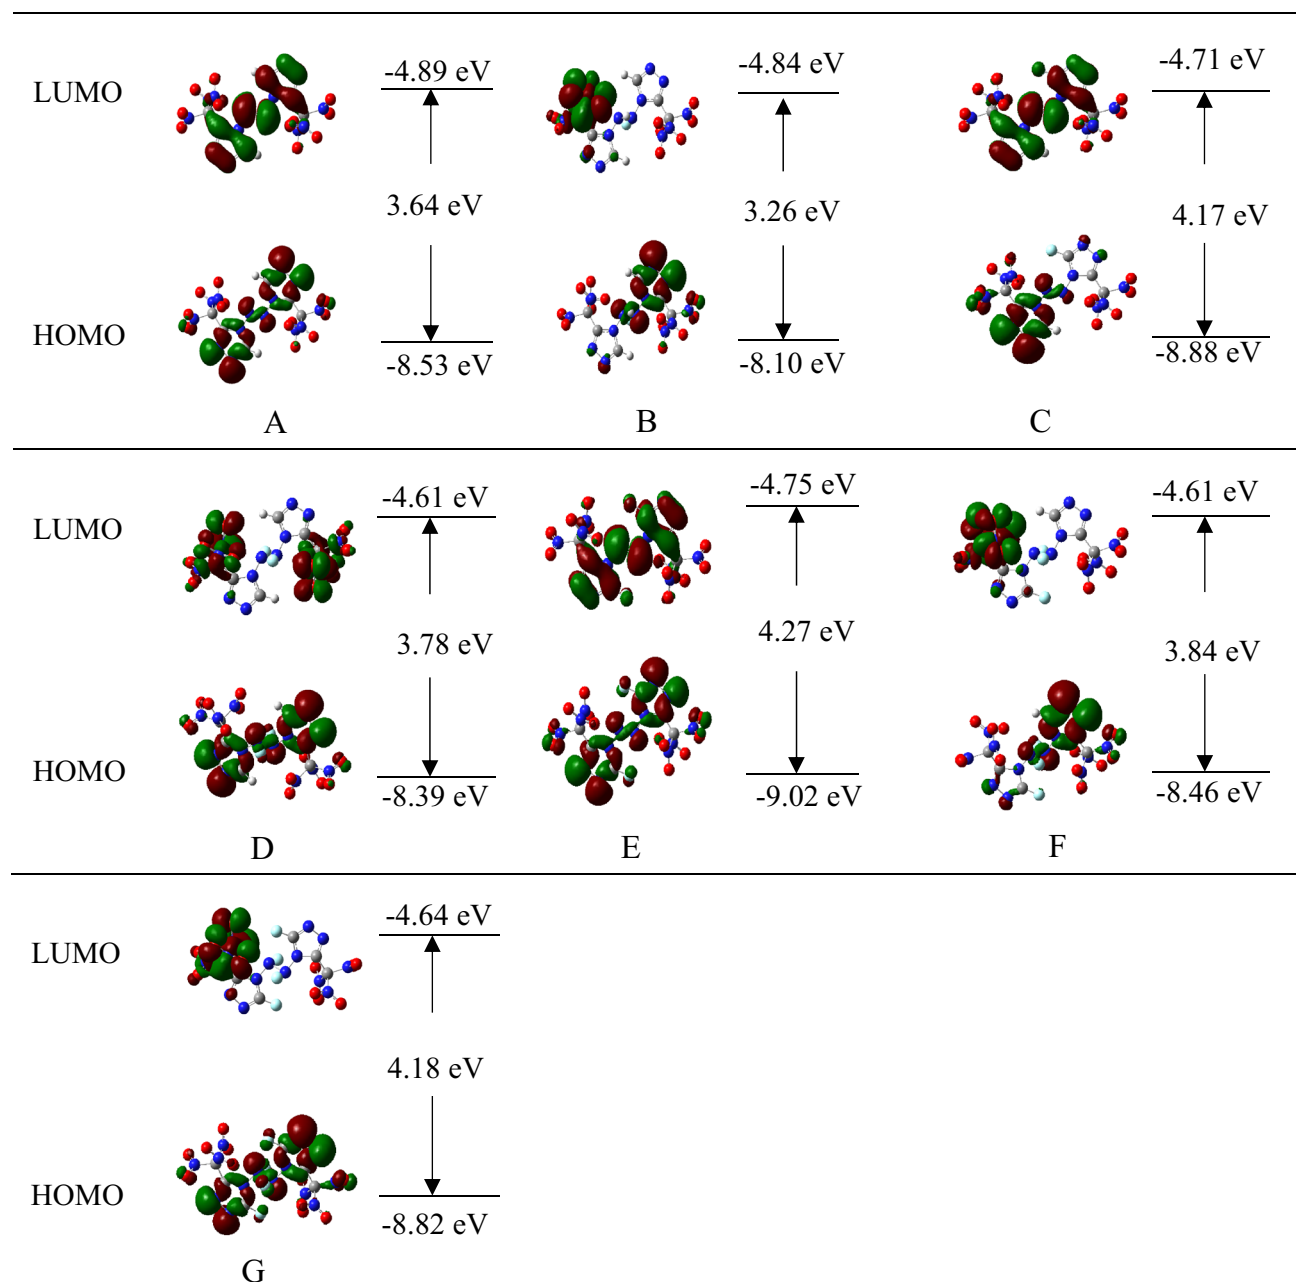 LUMO
-4.89 eV
-4.84 eV
-4.71 eV
3.64 eV
3.26 eV
4.17 eV
HOMO
-8.53 eV
-8.10 eV
-8.88 eV
A
B
C
LUMO
-4.61 eV
-4.75 eV
-4.61 eV
3.78 eV
4.27 eV
3.84 eV
HOMO
-8.39 eV
-9.02 eV
-8.46 eV
D
E
F
LUMO
-4.64 eV
4.18 eV
HOMO
-8.82 eV
G